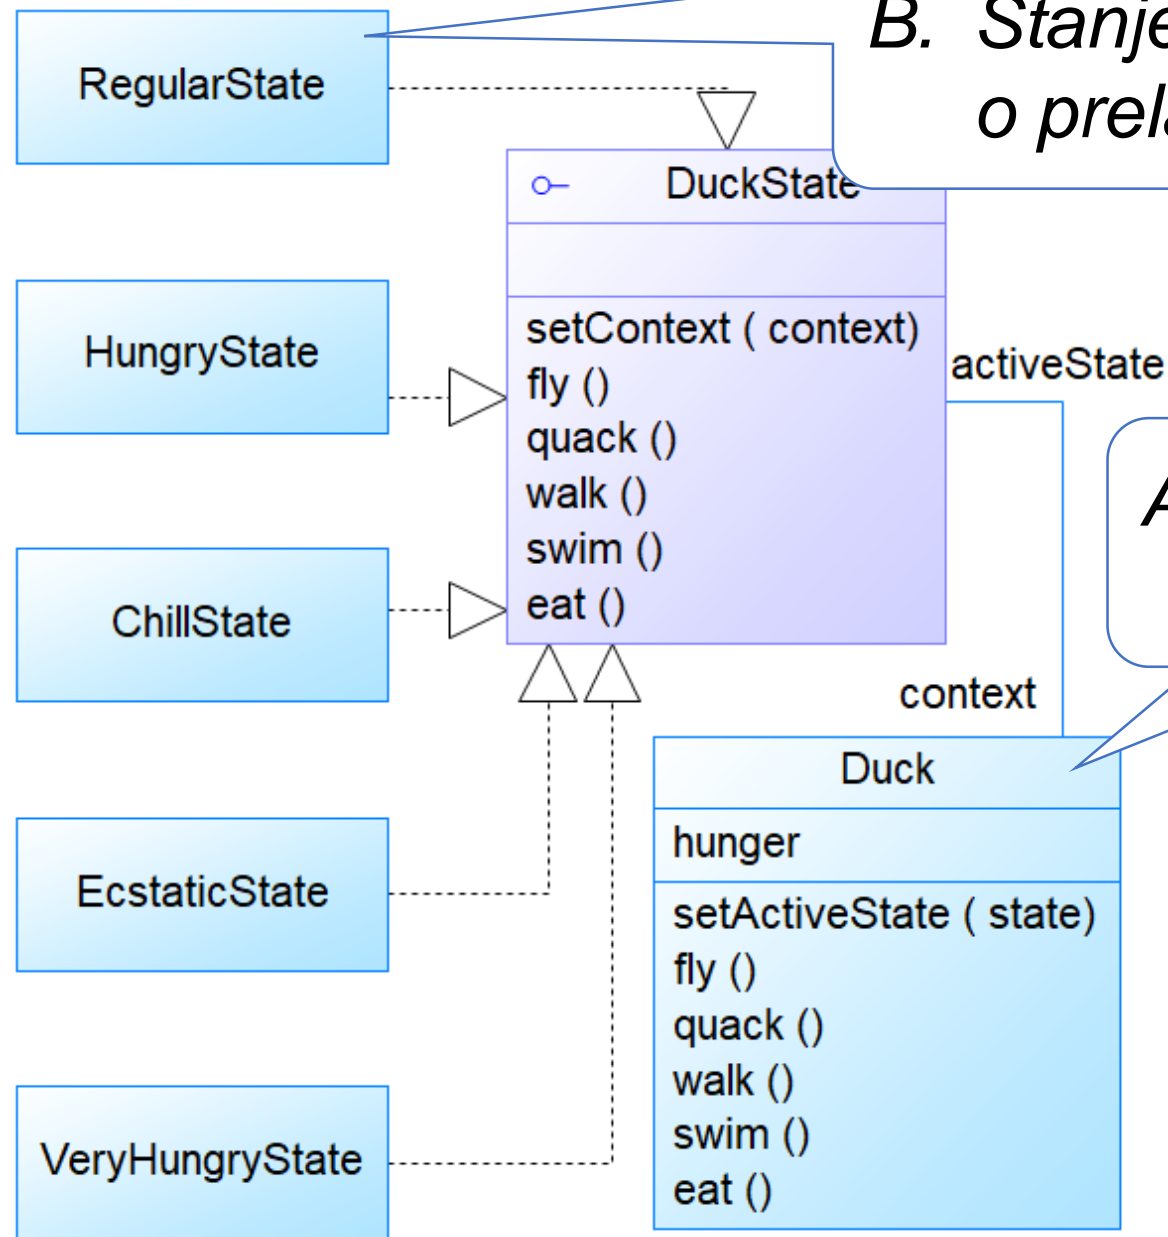 B. Stanje
o prela
RegularState
DuckState
setContext ( context)
fly ()
quack ()
walk ()
swim ()
eat ()
HungryState
activeState
A
ChillState
context
Duck
hunger
setActiveState ( state)
fly ()
quack ()
walk ()
swim ()
eat ()
EcstaticState
VeryHungryState